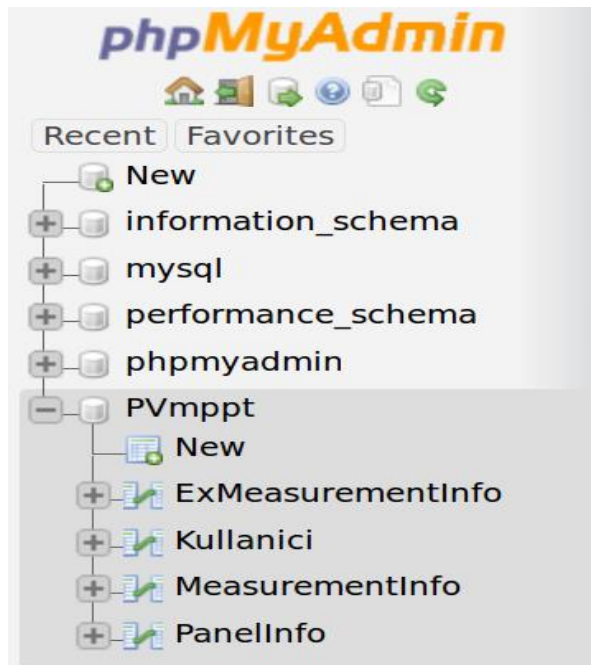 phpMyAdmin
Recent Favorites
New
information_schema
mysql
performance_schema
phpmyadmin
PVmppt
New
ExMeasurementInfo
Kullanici
MeasurementInfo
PanelInfo